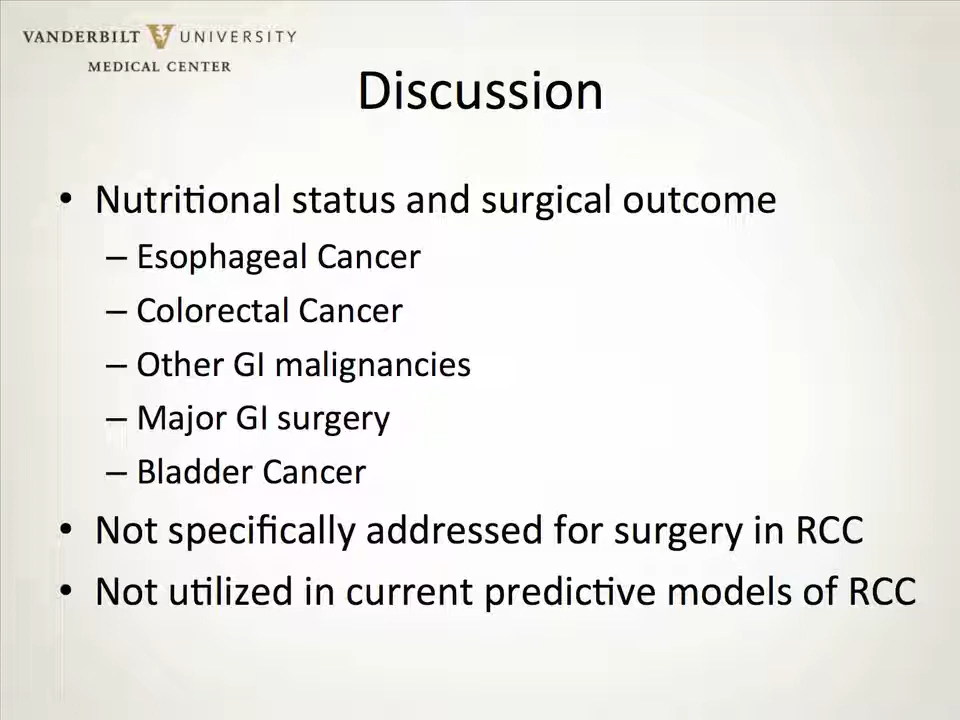 VANDERBILT UNIVERSITY
MEDICAL CENTER
Discussion
• Nutritional status and surgical outcome
– Esophageal Cancer
– Colorectal Cancer
– Other GI malignancies
– Major GI surgery
– Bladder Cancer
• Not specifically addressed for surgery in RCC
• Not utilized in current predictive models of RCC